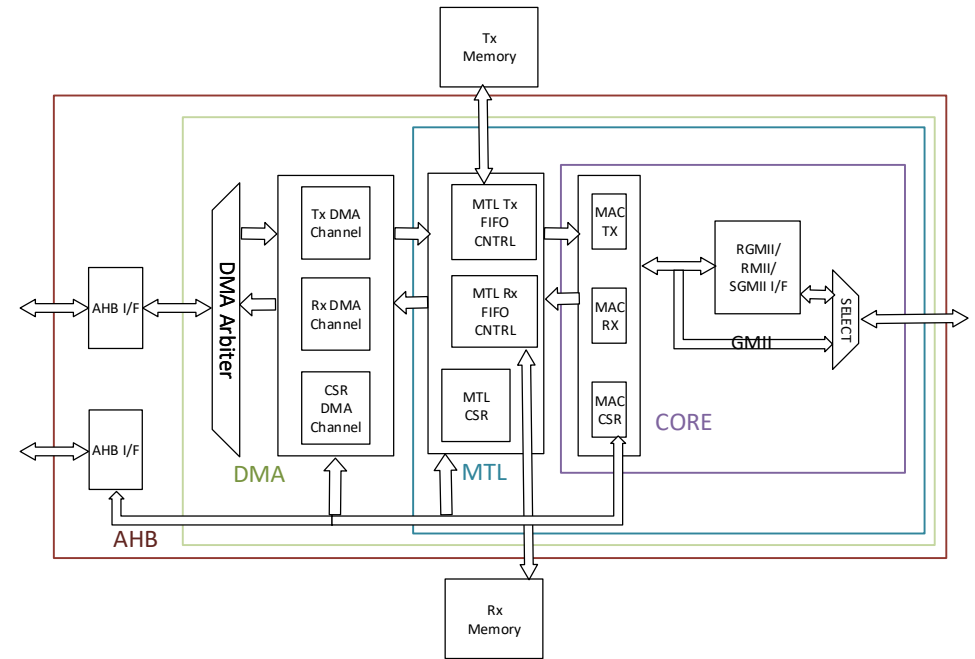 Tx
Memory
AHB I/F
AHB I/F
DMA Arbiter
Tx DMA
Channel
Rx DMA
Channel
CSR
DMA
Channel
DMA
MTL Tx
FIFO
CNTRL
MTL Rx
FIFO
CNTRL
MTL
CSR
MTL
MAC
TX
MAC
RX
MAC
CSR
CORE
RGMII/
RMII/
SGMII I/F
GMII
SELECT
AHB
Rx
Memory